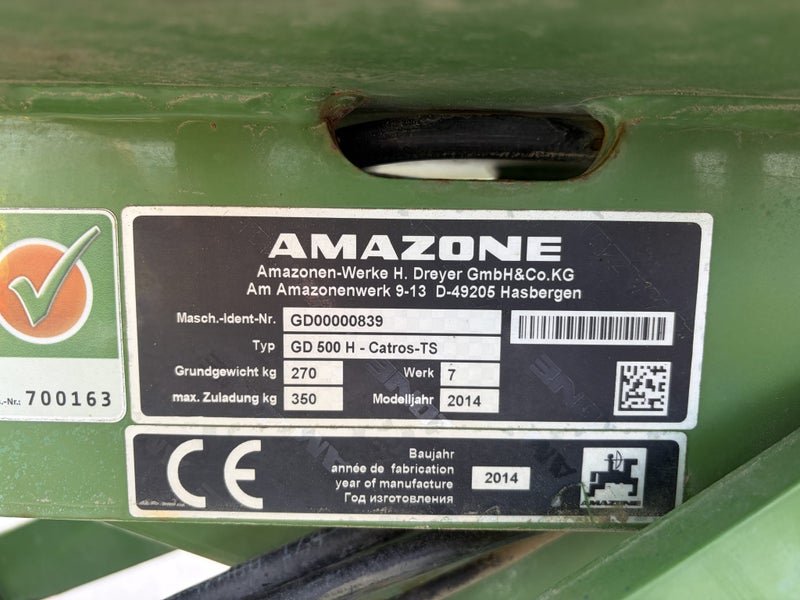 AMAZONE
Amazonen-Werke H. Dreyer GmbH&Co.KG
Am Amazonenwerk 9-13 D-49205 Hasbergen
Masch.-Ident-Nr. GD00000839
Typ GD 500 H - Catros-TS
Grundgewicht kg 270 Werk 7
max. Zuladung kg 350 Modelljahr 2014
.-Nr.: 700163
CE
Baujahr
année de fabrication
year of manufacture
Год изготовления
2014
AMAZONE